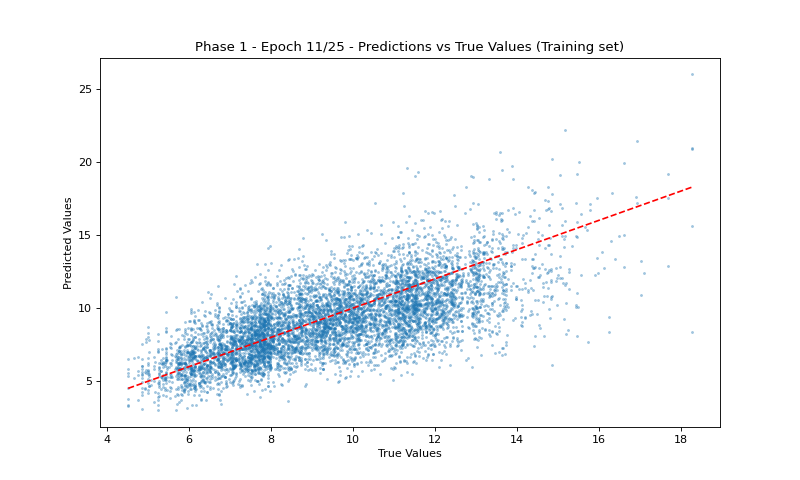 Phase 1 - Epoch 11/25 - Predictions vs True Values (Training set)
25
20
15
10
5
Predicted Values
4 6 8 10 12 14 16 18
True Values